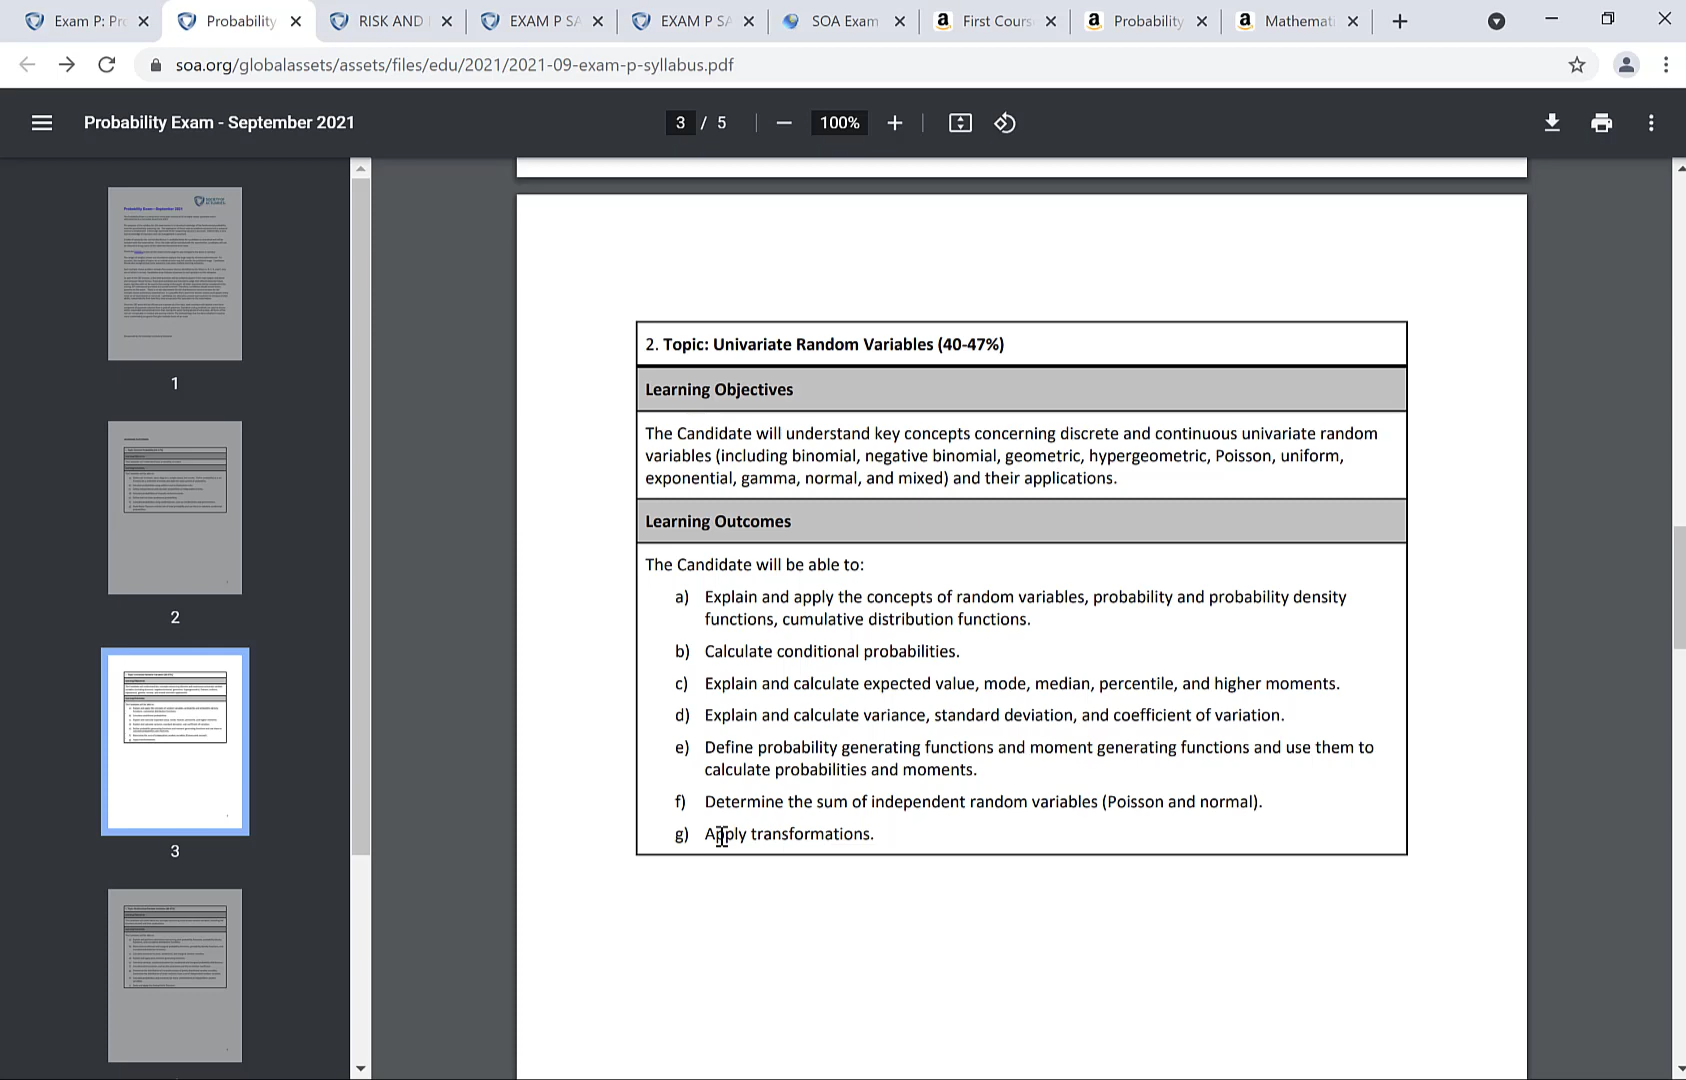 Exam P: Pr
Probability
RISK AND
EXAM P SA
EXAM P SA
SOA Exam
First Cours
Probability
Mathemati
soa.org/globalassets/assets/files/edu/2021/2021-09-exam-p-syllabus.pdf
Probability Exam - September 2021
3 / 5
100%
1
2
3
2. Topic: Univariate Random Variables (40-47%)
Learning Objectives
The Candidate will understand key concepts concerning discrete and continuous univariate random
variables (including binomial, negative binomial, geometric, hypergeometric, Poisson, uniform,
exponential, gamma, normal, and mixed) and their applications.
Learning Outcomes
The Candidate will be able to:
a) Explain and apply the concepts of random variables, probability and probability density
functions, cumulative distribution functions.
b) Calculate conditional probabilities.
c) Explain and calculate expected value, mode, median, percentile, and higher moments.
d) Explain and calculate variance, standard deviation, and coefficient of variation.
e) Define probability generating functions and moment generating functions and use them to
calculate probabilities and moments.
f) Determine the sum of independent random variables (Poisson and normal).
g) Apply transformations.